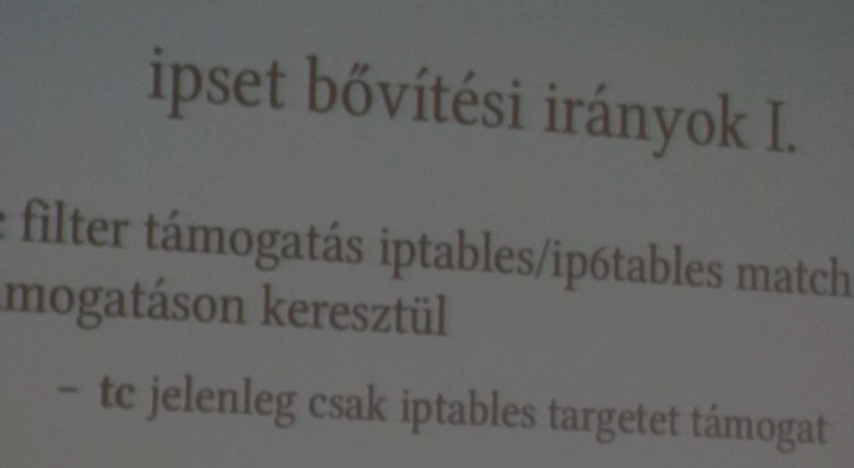 ipset bővítési irányok I.
filter támogatás iptables/ip6tables match
mogatáson keresztül
– tc jelenleg csak iptables targetet támogat